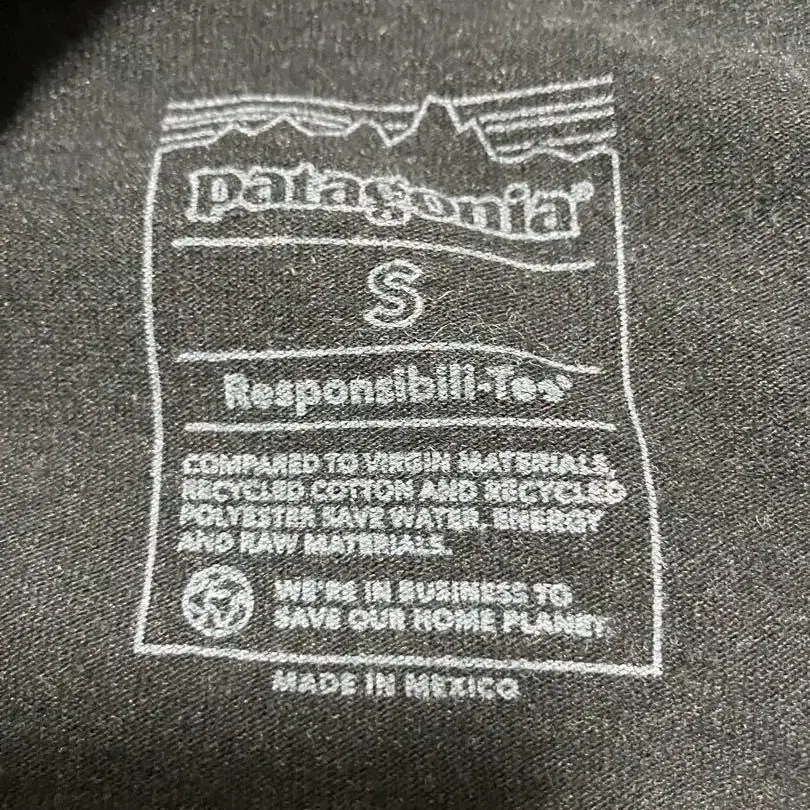 patagonia®
S
Responsibili-Tee®
COMPARED TO VIRGIN MATERIALS,
RECYCLED COTTON AND RECYCLED
POLYESTER SAVE WATER, ENERGY
AND RAW MATERIALS.
WE'RE IN BUSINESS TO
SAVE OUR HOME PLANET.
MADE IN MEXICO